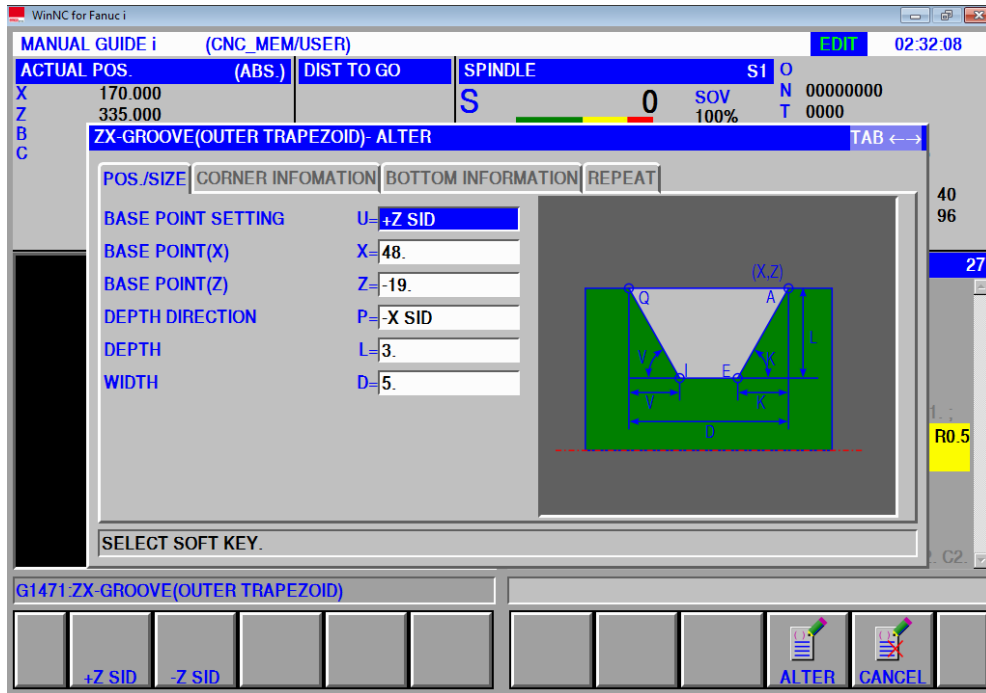 WinNC for Fanuc i
MANUAL GUIDE i (CNC_MEM/USER) EDIT 02:32:08
ACTUAL POS. (ABS.) DIST TO GO SPINDLE S1 O
X 170.000 S 0 SOV N 00000000
Z 335.000 100% T 0000
B
C
ZX-GROOVE(OUTER TRAPEZOID)- ALTER TAB ←→
POS./SIZE CORNER INFOMATION BOTTOM INFORMATION REPEAT
40
96
BASE POINT SETTING U=+Z SID
BASE POINT(X) X=48.
BASE POINT(Z) Z=-19.
DEPTH DIRECTION P=-X SID
DEPTH L=3.
WIDTH D=5.
27
(X,Z)
Q A
L
V K
I E
V K
D
1. ;
R0.5
SELECT SOFT KEY.
. C2.
G1471:ZX-GROOVE(OUTER TRAPEZOID)
+Z SID -Z SID ALTER CANCEL